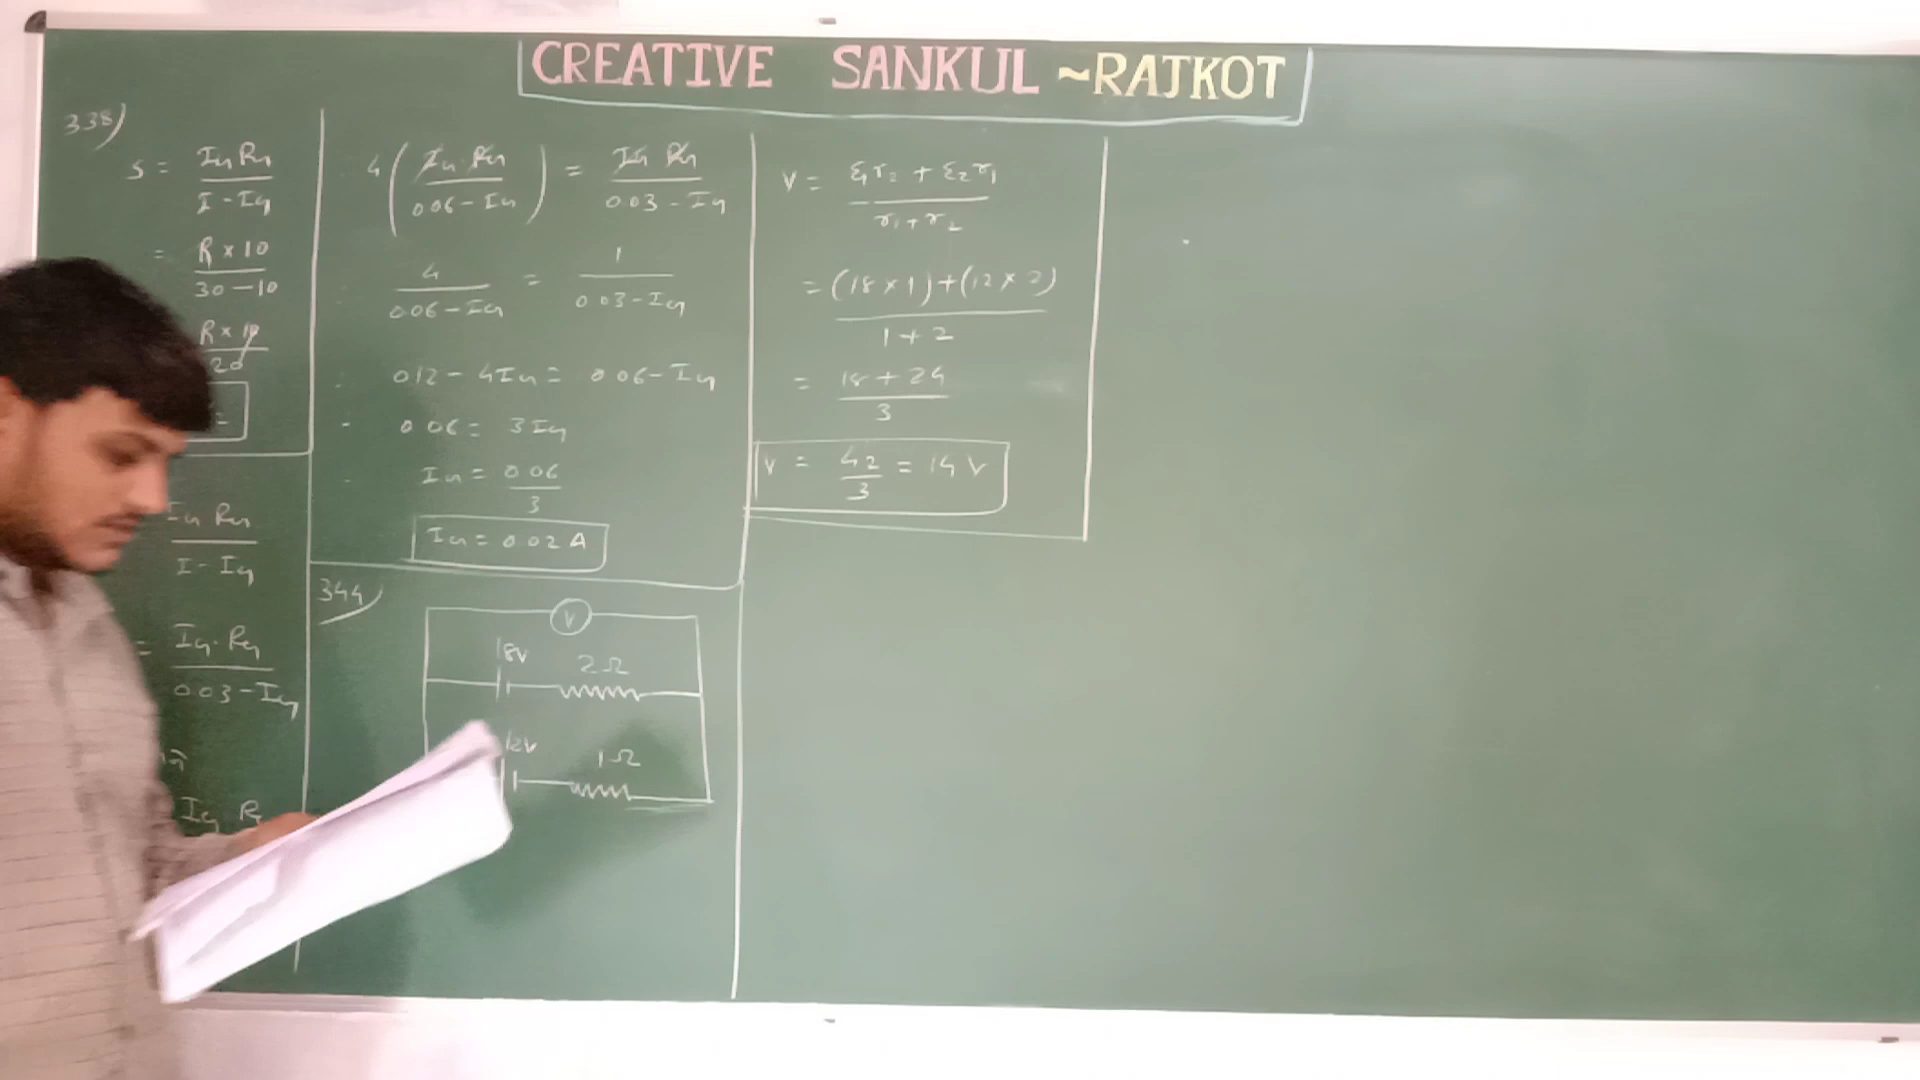 CREATIVE SANKUL ~RAJKOT
338)
S = IG RG
I - IG
= R × 10
30 - 10
R × 10
20
IG RG
I - IG
= IG · RG
0.03 - IG
IG RG
4 ( IG · RG ) = IG RG
0.06 - IG 0.03 - IG
4 = 1
0.06 - IG 0.03 - IG
0.12 - 4IG = 0.06 - IG
0.06 = 3IG
IG = 0.06
3
IG = 0.02 A
344)
V
18V
2Ω
12V
1Ω
V = ε1r2 + ε2r1
r1 + r2
= (18 × 1) + (12 × 2)
1 + 2
= 18 + 24
3
V = 42 = 14 V
3